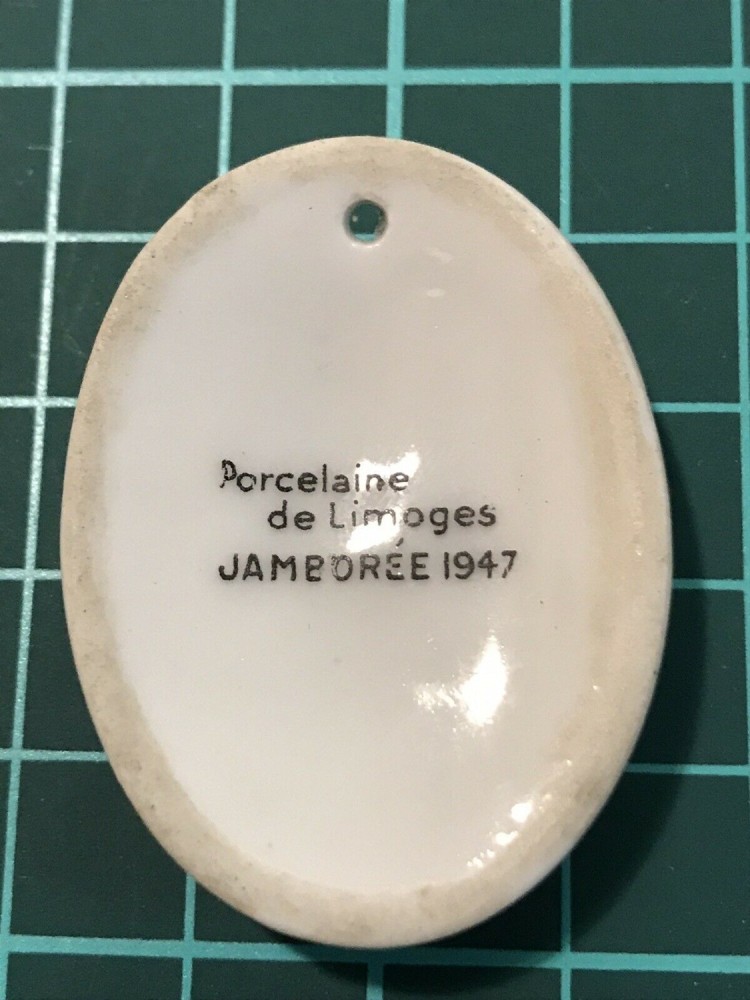 Porcelaine
de Limoges
JAMBORÉE 1947